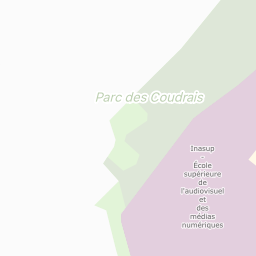 Parc des Coudrais
Inasup
-
École
supérieure
de
l'audiovisuel
et
des
médias
numériques